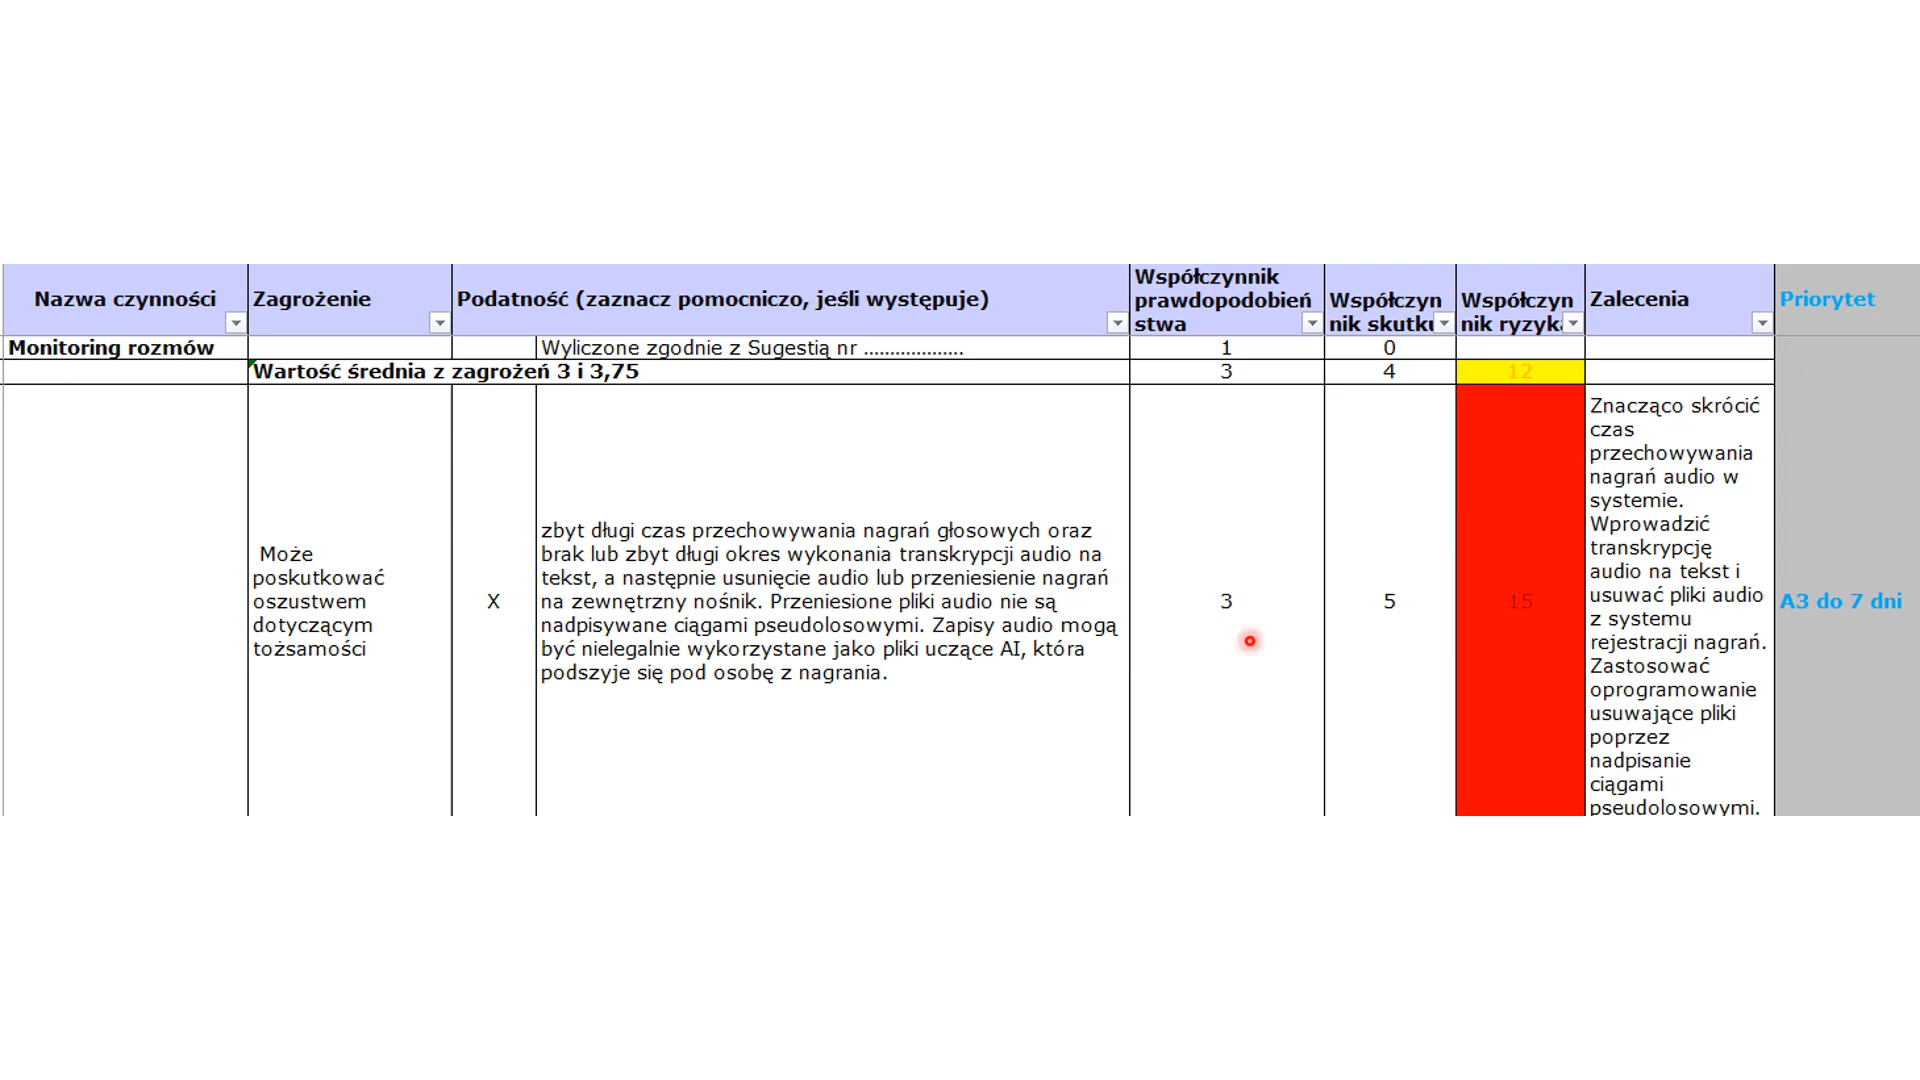 Nazwa czynności
Zagrożenie
Podatność (zaznacz pomocniczo, jeśli występuje)
Współczynnik
prawdopodobień
stwa
Współczyn
nik skutku
Współczyn
nik ryzyka
Zalecenia
Priorytet
Monitoring rozmów
Wyliczone zgodnie z Sugestią nr ...................
1
0
Wartość średnia z zagrożeń 3 i 3,75
3
4
12
Może
poskutkować
oszustwem
dotyczącym
tożsamości
X
zbyt długi czas przechowywania nagrań głosowych oraz
brak lub zbyt długi okres wykonania transkrypcji audio na
tekst, a następnie usunięcie audio lub przeniesienie nagrań
na zewnętrzny nośnik. Przeniesione pliki audio nie są
nadpisywane ciągami pseudolosowymi. Zapisy audio mogą
być nielegalnie wykorzystane jako pliki uczące AI, która
podszyje się pod osobę z nagrania.
3
5
15
Znacząco skrócić
czas
przechowywania
nagrań audio w
systemie.
Wprowadzić
transkrypcję
audio na tekst i
usuwać pliki audio
z systemu
rejestracji nagrań.
Zastosować
oprogramowanie
usuwające pliki
poprzez
nadpisanie
ciągami
pseudolosowymi.
A3 do 7 dni